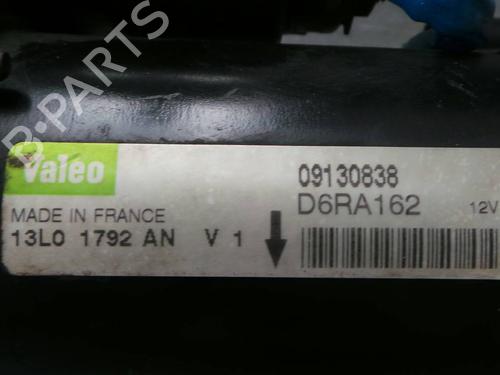 B-PARTS
Valeo
09130838
D6RA162
12V
MADE IN FRANCE
13L0 1792 AN V 1